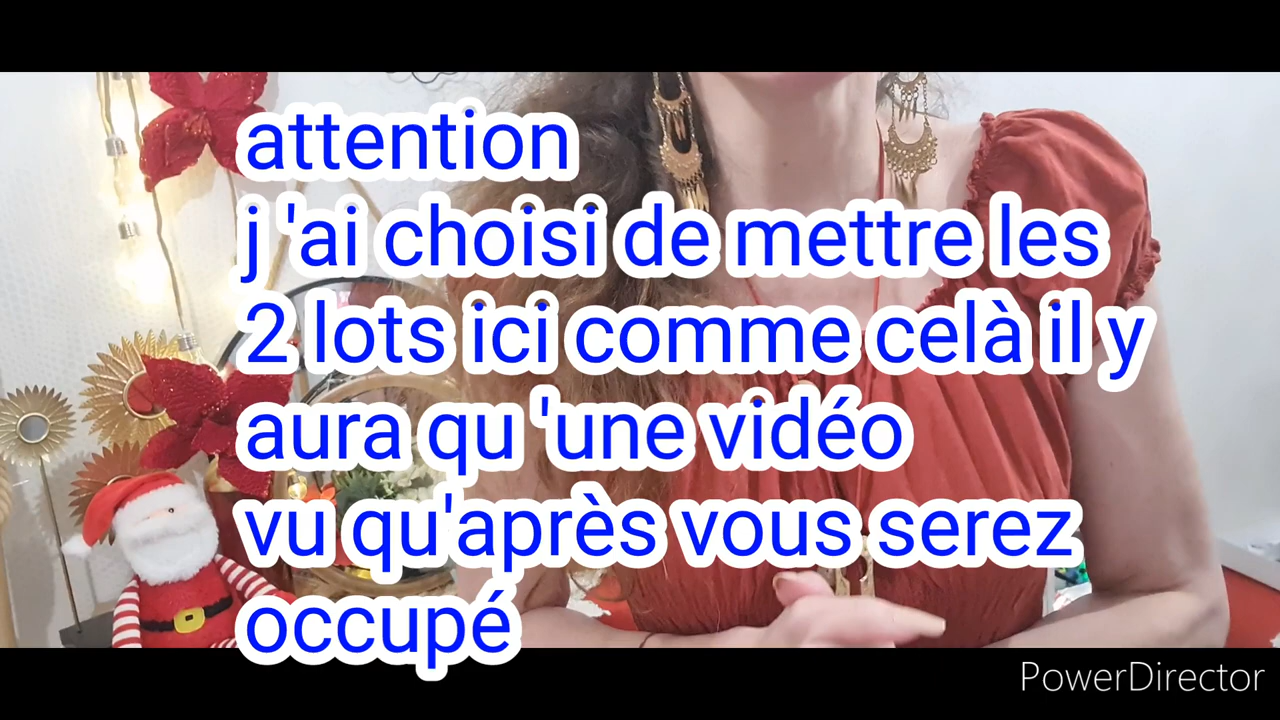 attention
j 'ai choisi de mettre les
2 lots ici comme celà il y
aura qu 'une vidéo
vu qu'après vous serez
occupé
PowerDirector